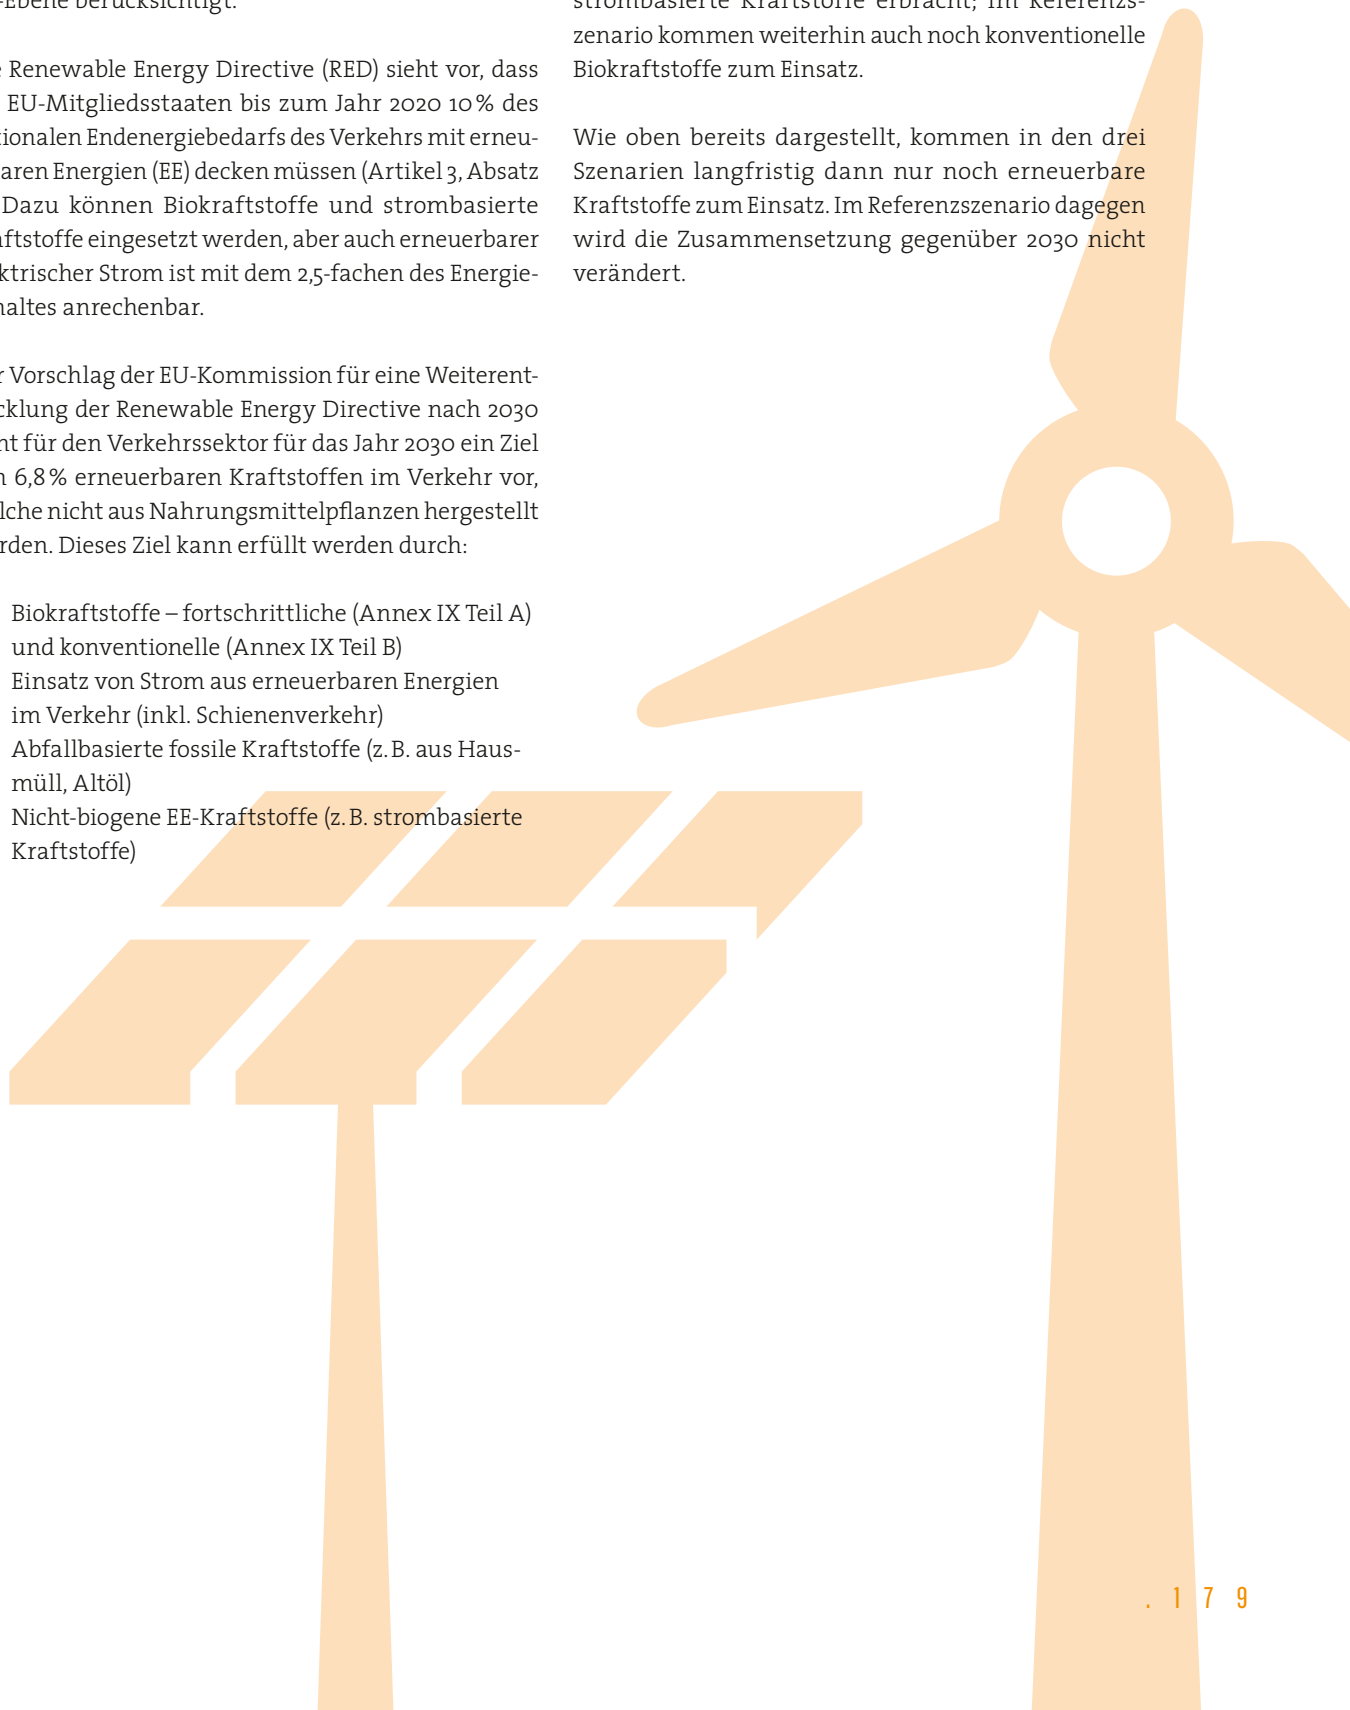 -Ebene berücksichtigt.
Renewable Energy Directive (RED) sieht vor, dass
EU-Mitgliedsstaaten bis zum Jahr 2020 10 % des
tionalen Endenergiebedarfs des Verkehrs mit erneu-
aren Energien (EE) decken müssen (Artikel 3, Absatz
Dazu können Biokraftstoffe und strombasierte
aftstoffe eingesetzt werden, aber auch erneuerbarer
ktrischer Strom ist mit dem 2,5-fachen des Energie-
haltes anrechenbar.
r Vorschlag der EU-Kommission für eine Weiterent-
cklung der Renewable Energy Directive nach 2030
ht für den Verkehrssektor für das Jahr 2030 ein Ziel
n 6,8 % erneuerbaren Kraftstoffen im Verkehr vor,
lche nicht aus Nahrungsmittelpflanzen hergestellt
rden. Dieses Ziel kann erfüllt werden durch:
Biokraftstoffe – fortschrittliche (Annex IX Teil A)
und konventionelle (Annex IX Teil B)
Einsatz von Strom aus erneuerbaren Energien
im Verkehr (inkl. Schienenverkehr)
Abfallbasierte fossile Kraftstoffe (z. B. aus Haus-
müll, Altöl)
Nicht-biogene EE-Kraftstoffe (z. B. strombasierte
Kraftstoffe)
strombasierte Kraftstoffe erbracht; im Referenzs-
zenario kommen weiterhin auch noch konventionelle
Biokraftstoffe zum Einsatz.
Wie oben bereits dargestellt, kommen in den drei
Szenarien langfristig dann nur noch erneuerbare
Kraftstoffe zum Einsatz. Im Referenzszenario dagegen
wird die Zusammensetzung gegenüber 2030 nicht
verändert.
. 1 7 9